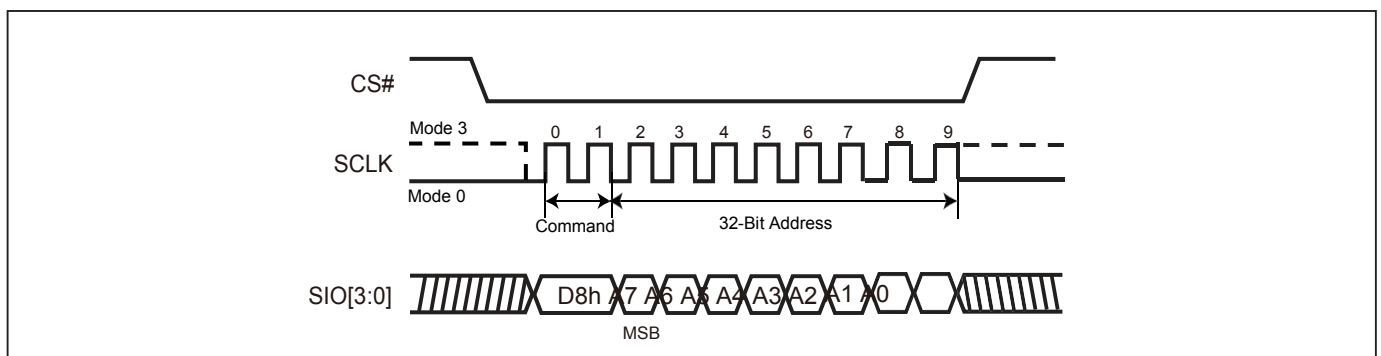 CS#
Mode 3
0 1 2 3 4 5 6 7 8 9
SCLK
Mode 0
Command
32-Bit Address
SIO[3:0]
D8h A7 A6 A5 A4 A3 A2 A1 A0
MSB